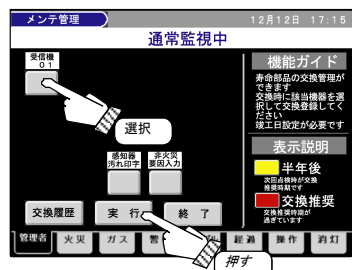 メンテ管理
12月12日 17:15
通常監視中
受信機
01
選択
感知器
汚れ印字
非火災
要因入力
交換履歴
実行
終了
機能ガイド
寿命部品の交換管理が
できます
交換時に該当機器を選
択して交換登録してく
ださい
竣工日設定が必要です
表示説明
半年後
次回点検時が交換
推奨時期です
交換推奨
交換推奨時期が
過ぎています
管理者
火災
ガス
経過
操作
消灯
押す